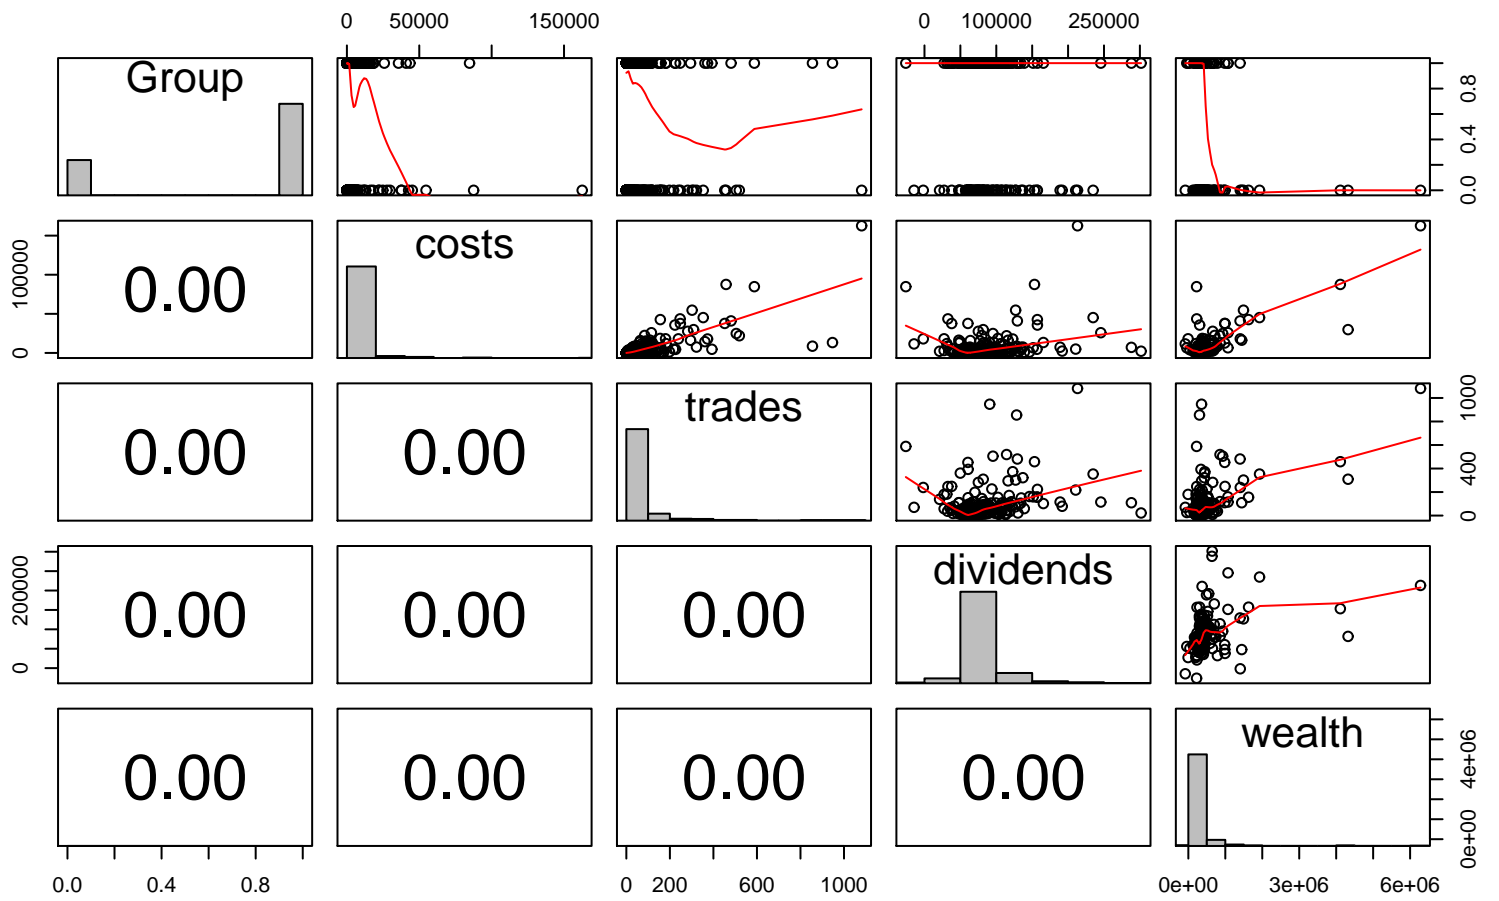 0 50000 150000 0 100000 250000
Group
0.0 0.4 0.8
0.00 costs
0 100000
0.00 0.00 trades
0 400 1000
0.00 0.00 0.00 dividends
0 200000
0.00 0.00 0.00 0.00 wealth
0e+00 4e+06
0.0 0.4 0.8 0 200 600 1000 0e+00 3e+06 6e+06